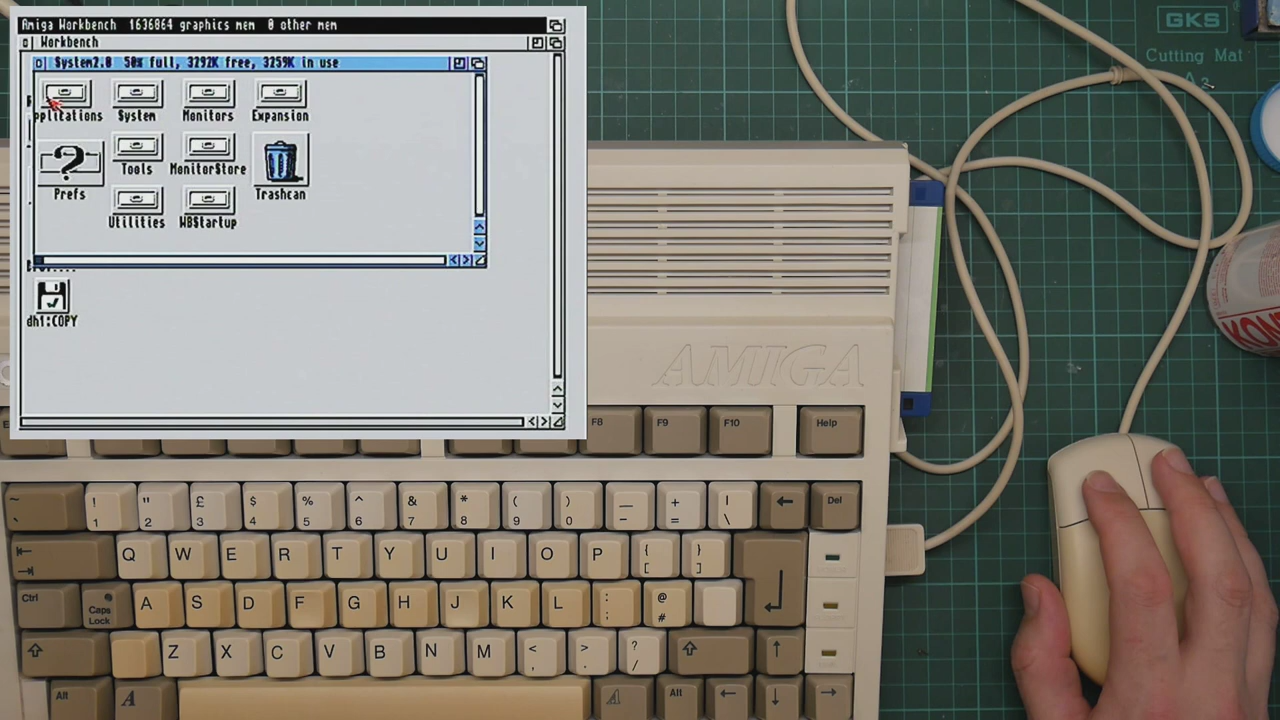 Amiga Workbench 1636864 graphics mem 0 other mem
Workbench
System2.0 50% full, 3292K free, 3259K in use
pplications System Monitors Expansion
Prefs Tools MonitorStore Trashcan
Utilities WBStartup
dh1:COPY
GKS
Cutting Mat
A2
AMIGA
KON
F8 F9 F10 Help
~ ` ! 1 " 2 £ 3 $ 4 % 5 ^ 6 & 7 * 8 ( 9 ) 0 _ - + = | \ ← Del
Q W E R T Y U I O P { [ } ]
Ctrl Caps Lock A S D F G H J K L : ; @ #
Z X C V B N M < , > . ? /
Alt A A Alt ← ↓ →